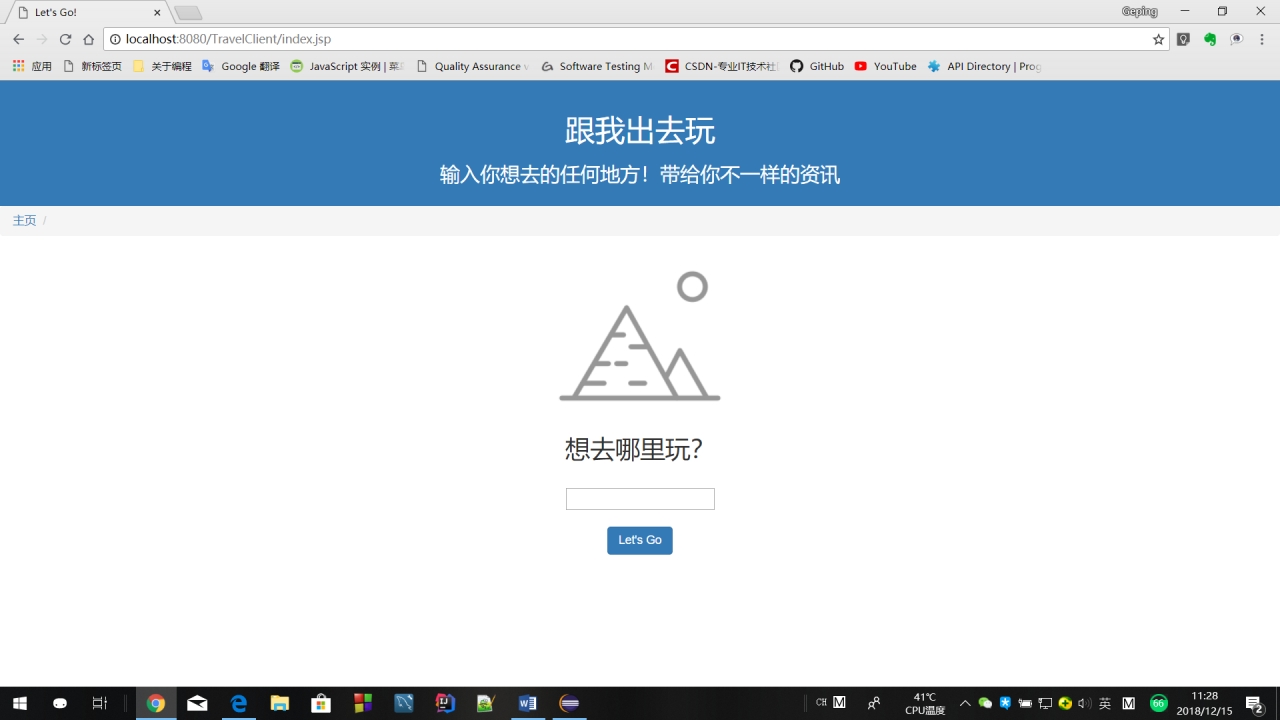 Let's Go!
Geping
localhost:8080/TravelClient/index.jsp
应用 新标签页 关于编程 Google 翻译 JavaScript 实例 | 菜 Quality Assurance Software Testing M CSDN-专业IT技术社 GitHub YouTube API Directory | Prog
跟我出去玩
输入你想去的任何地方！带给你不一样的资讯
主页 /
想去哪里玩？
Let's Go
CH M 41℃ 英 M 66 11:28
CPU温度 2018/12/15 2